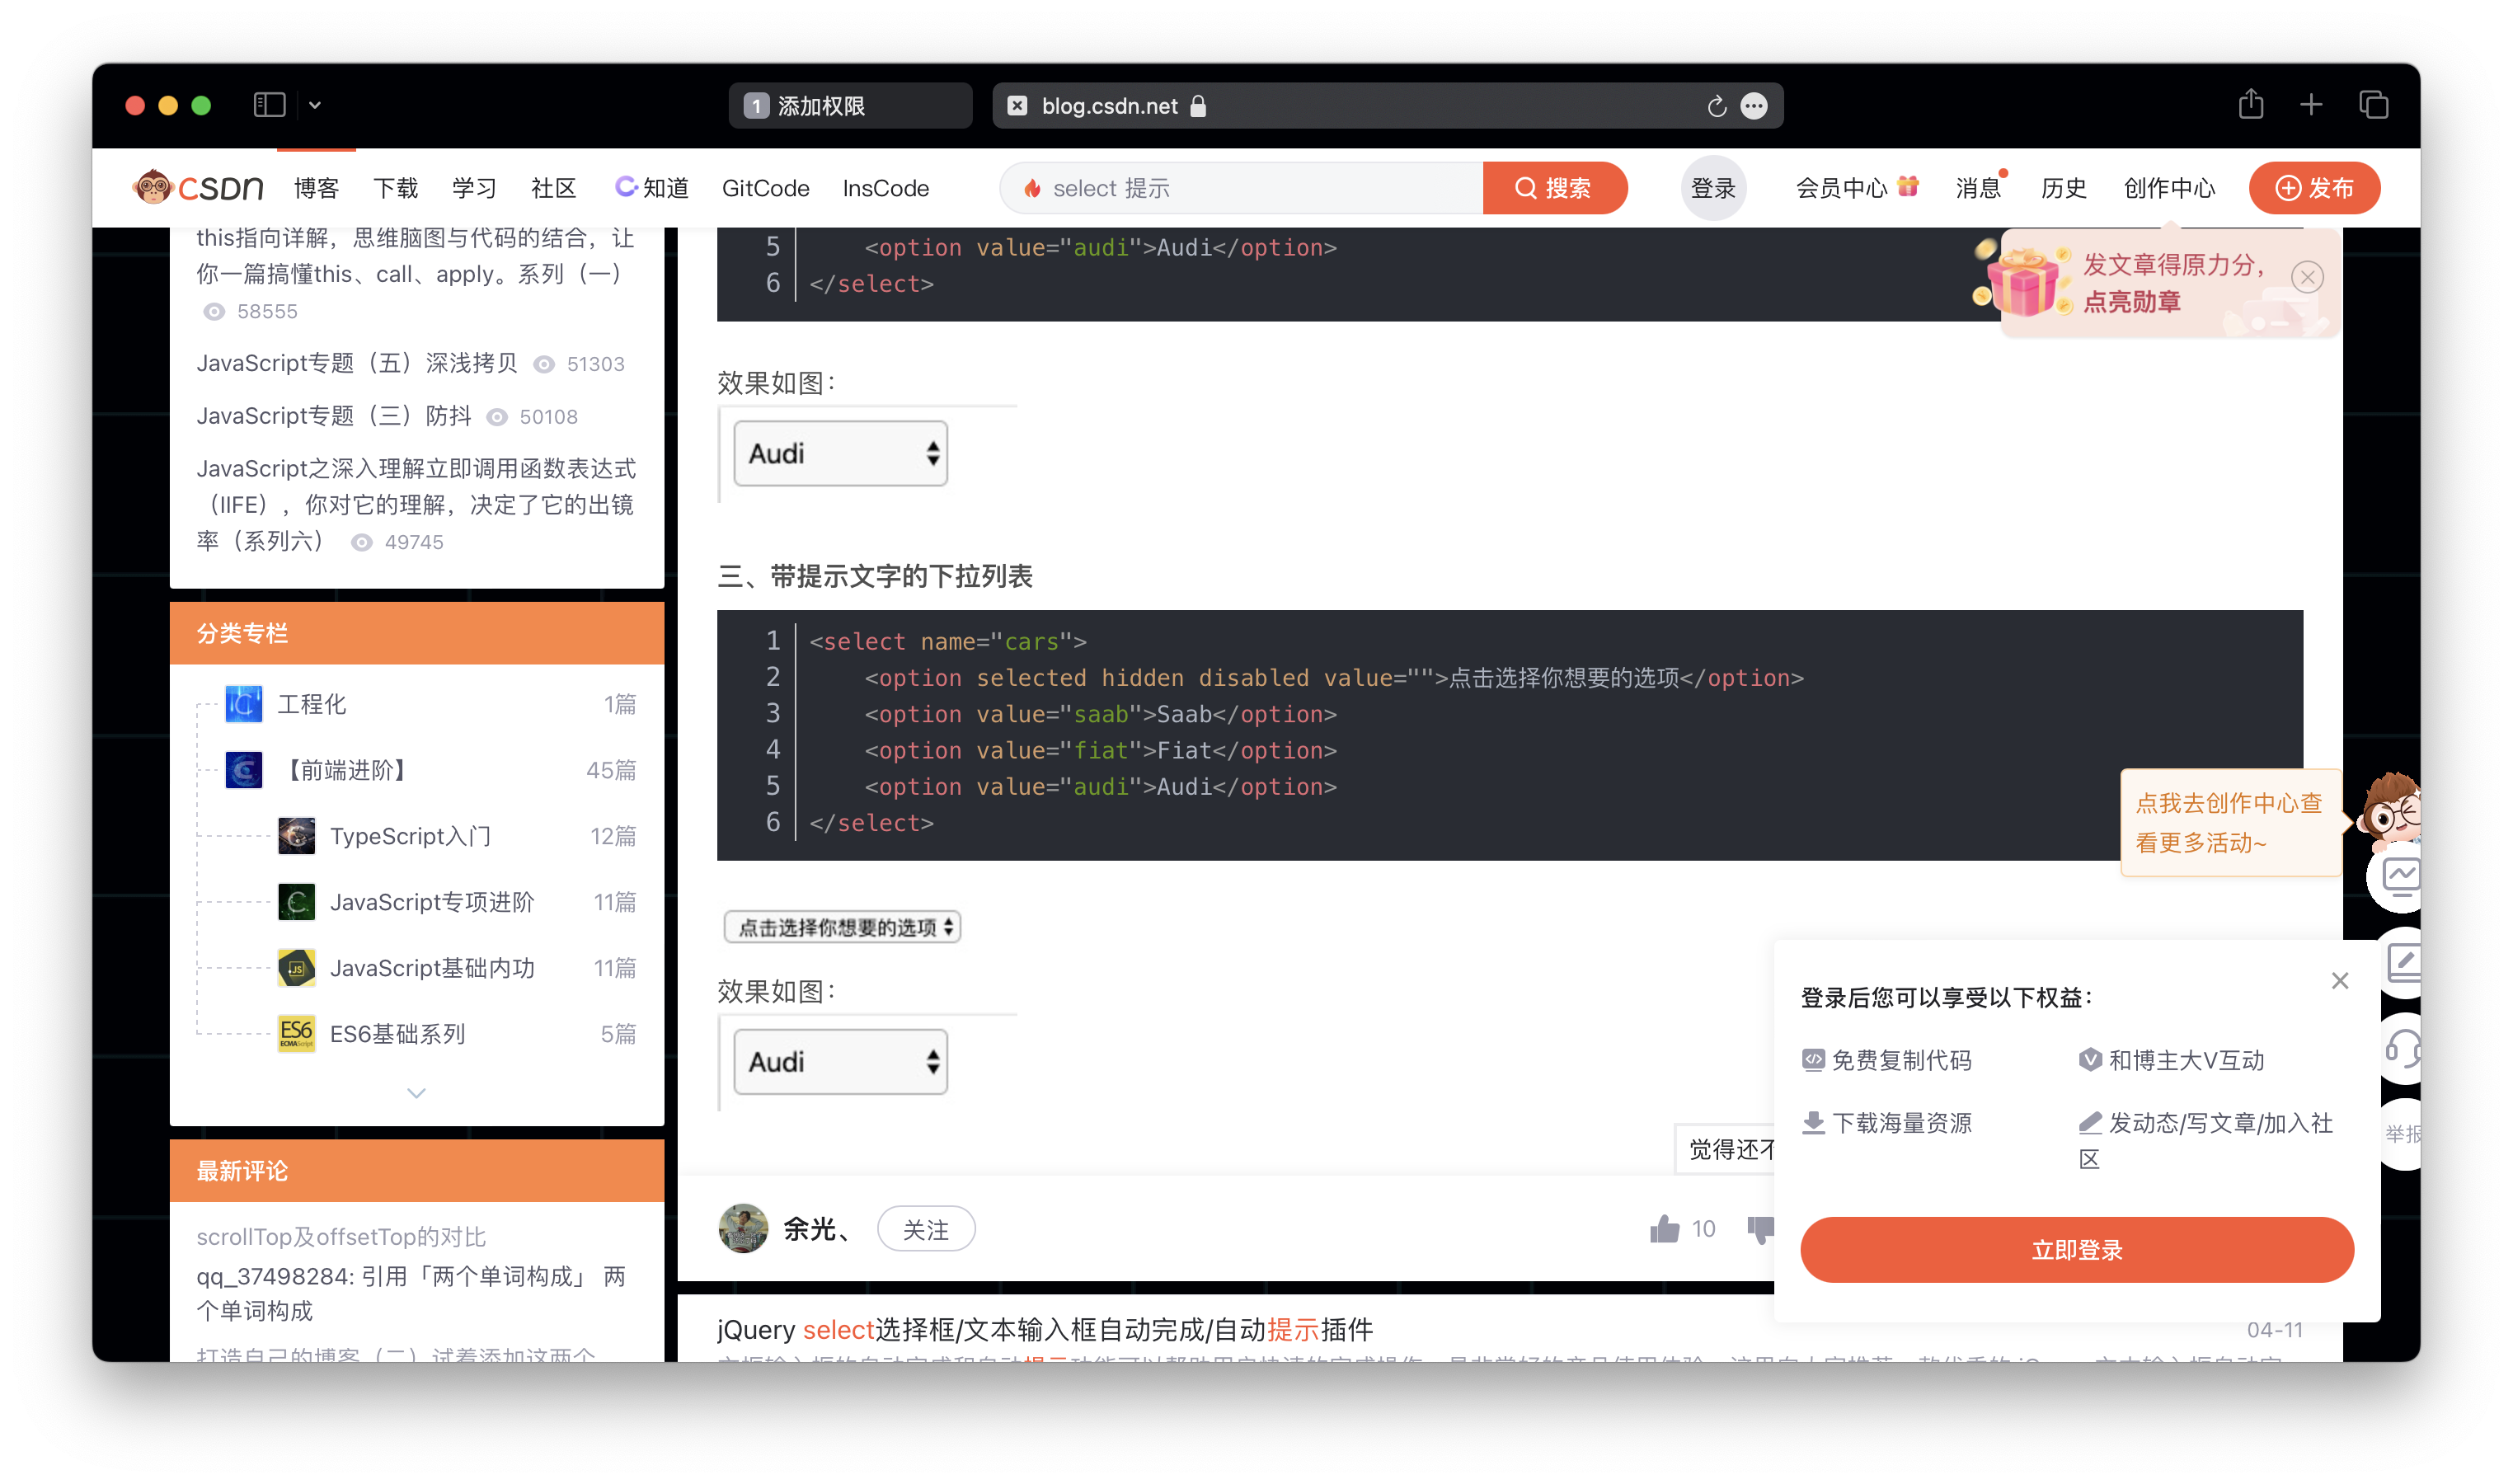 1 添加权限
blog.csdn.net
CSDN 博客 下载 学习 社区 知道 GitCode InsCode
select 提示
搜索
登录 会员中心 消息 历史 创作中心 发布
this指向详解，思维脑图与代码的结合，让
你一篇搞懂this、call、apply。系列（一）
58555
JavaScript专题（五）深浅拷贝 51303
JavaScript专题（三）防抖 50108
JavaScript之深入理解立即调用函数表达式
（IIFE），你对它的理解，决定了它的出镜
率（系列六） 49745
分类专栏
工程化 1篇
【前端进阶】 45篇
TypeScript入门 12篇
JavaScript专项进阶 11篇
JS
JavaScript基础内功 11篇
ES6
ECMAScript
ES6基础系列 5篇
最新评论
scrollTop及offsetTop的对比
qq_37498284: 引用「两个单词构成」 两
个单词构成
打造自己的博客（二）试着添加这两个
5 <option value="audi">Audi</option>
6 </select>
效果如图：
Audi
三、带提示文字的下拉列表
1 <select name="cars">
2 <option selected hidden disabled value="">点击选择你想要的选项</option>
3 <option value="saab">Saab</option>
4 <option value="fiat">Fiat</option>
5 <option value="audi">Audi</option>
6 </select>
点击选择你想要的选项
效果如图：
Audi
觉得还不
余光、 关注
10
jQuery select选择框/文本输入框自动完成/自动提示插件
04-11
发文章得原力分，
点亮勋章
点我去创作中心查
看更多活动~
登录后您可以享受以下权益：
免费复制代码 和博主大V互动
下载海量资源 发动态/写文章/加入社
区
立即登录
举报